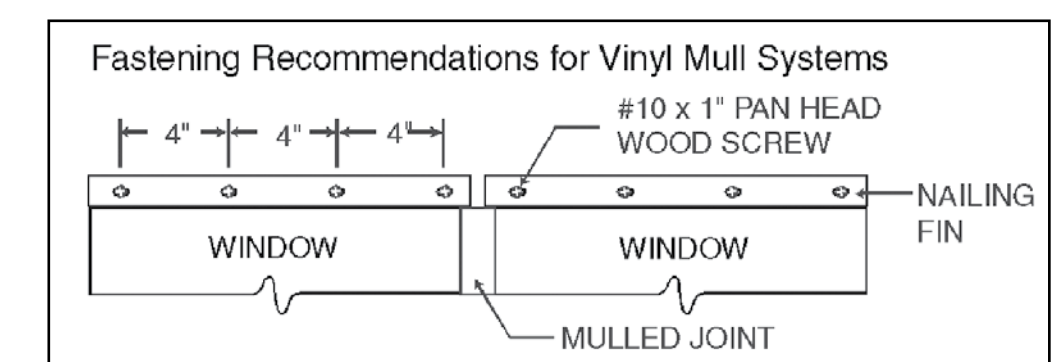 Fastening Recommendations for Vinyl Mull Systems
4" 4" 4"
#10 x 1" PAN HEAD
WOOD SCREW
NAILING
FIN
WINDOW WINDOW
MULLED JOINT